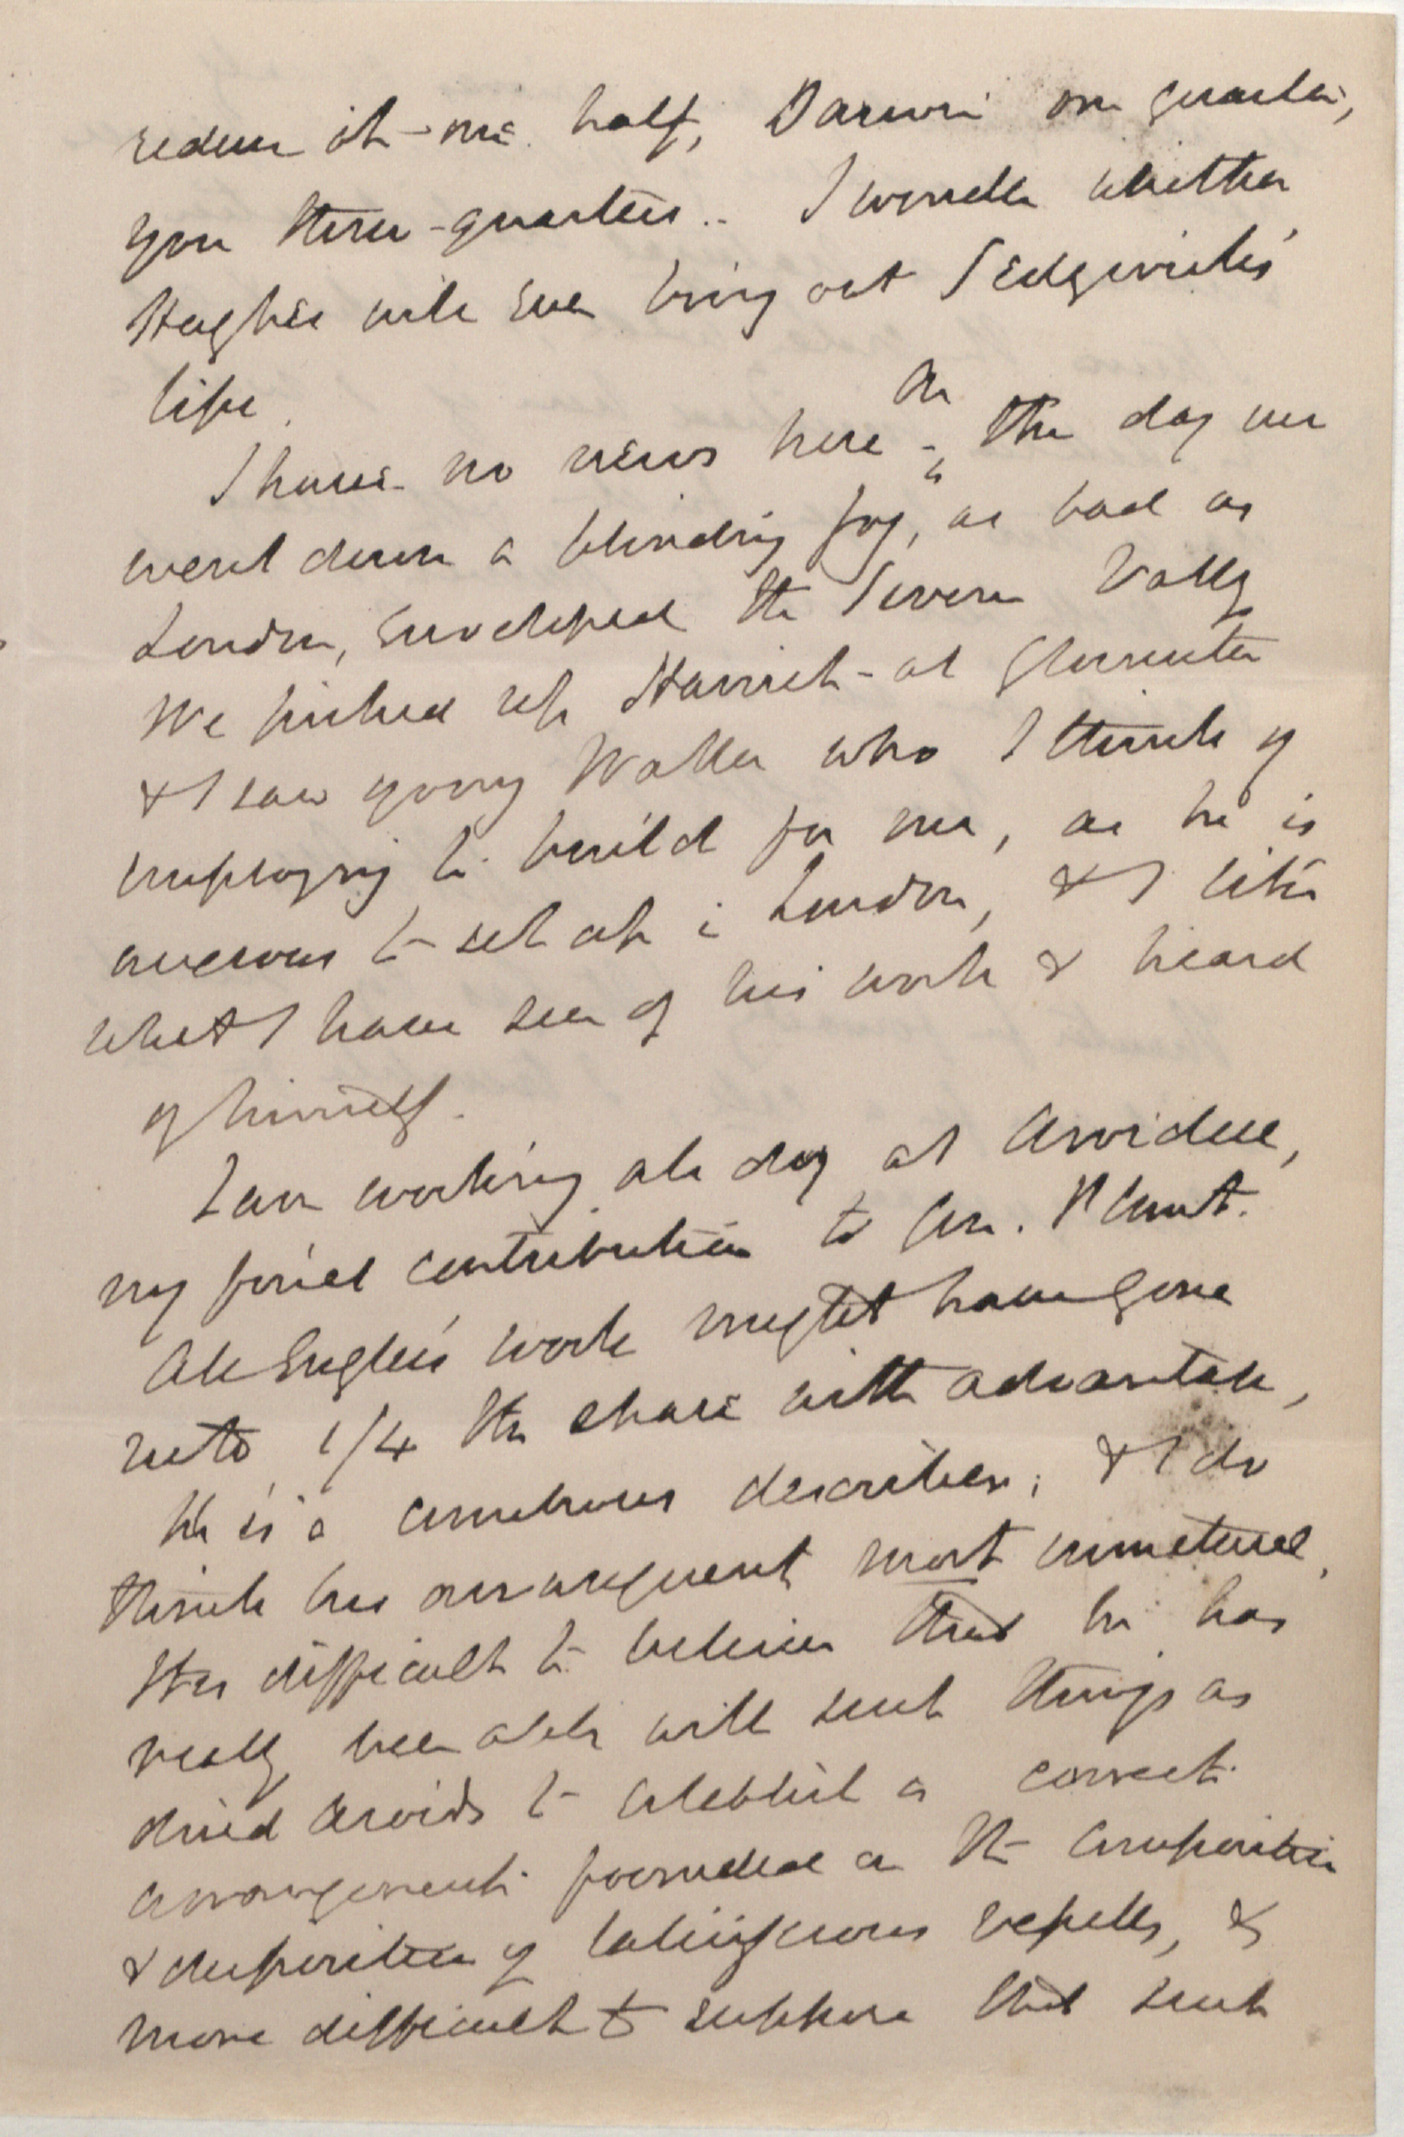 reduce it one half, Darwin one quarter,
you three-quarters.. I wonder whether
Hughes will ever bring out Sedgwick's
life.
I have no news here - On the day we
went down a blinding fog, as bad as
London, enveloped the Severn Vally
We picked up Harriet - at Gloucester
& I saw young Waller who I think of
employing to build for me, as he is
anxious to set up i London, & I like
what I have seen of his work & heard
of himself.
I am working all day at Aroideae,
my final contribution to Gen. Plant.
All Engler's work might have gone
into 1/4 the space with advantage,
He is a cumbrous describer, & I do
think his arrangement most unnatural.
It is difficult to believe that he has
really been able with such things as
dried Aroids to establish a correct
arrangement founded on the composition
& disposition of laticiferous vessels, &
more difficult to suppose that such